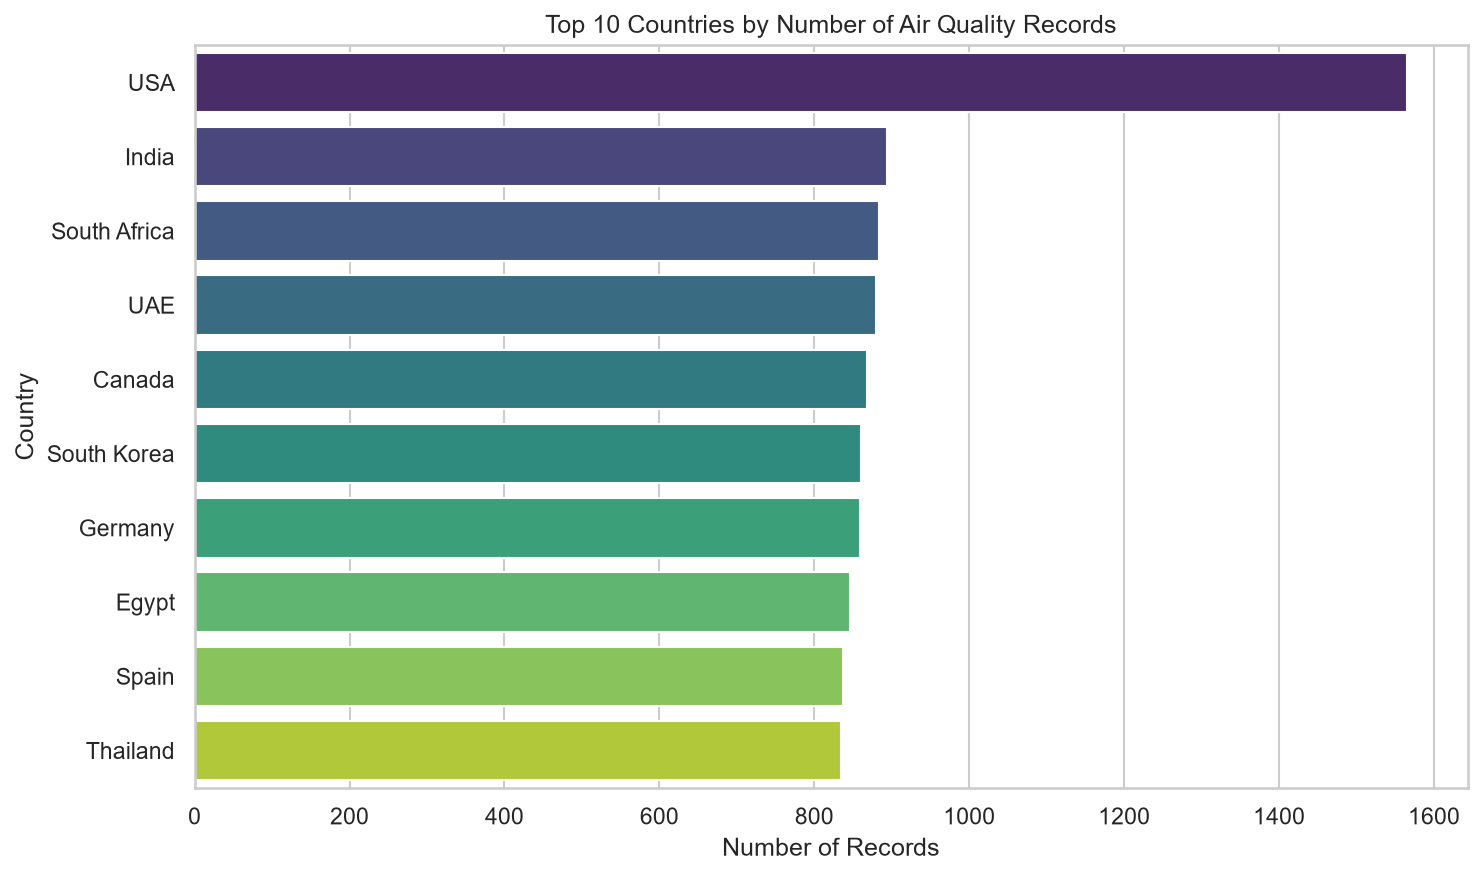 Top 10 Countries by Number of Air Quality Records
USA
India
South Africa
UAE
Canada
South Korea
Germany
Egypt
Spain
Thailand
Country
0 200 400 600 800 1000 1200 1400 1600
Number of Records